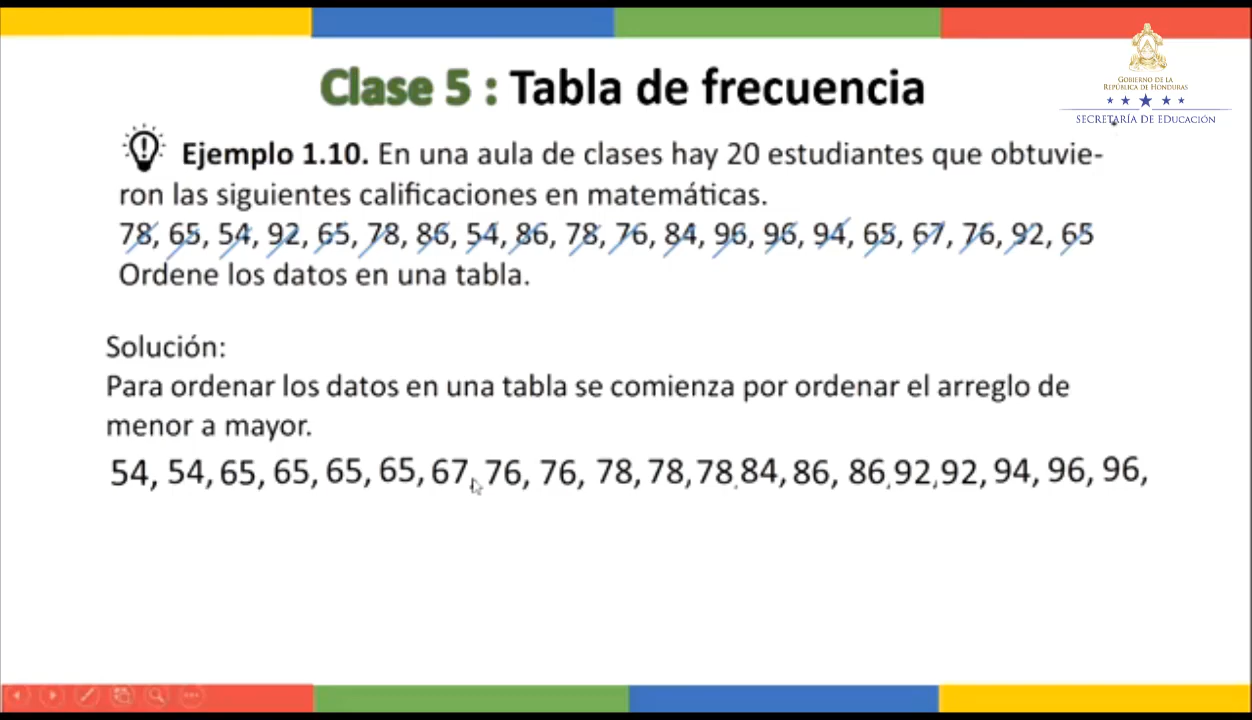 Clase 5 : Tabla de frecuencia
GOBIERNO DE LA
REPÚBLICA DE HONDURAS
SECRETARÍA DE EDUCACIÓN
Ejemplo 1.10. En una aula de clases hay 20 estudiantes que obtuvie-
ron las siguientes calificaciones en matemáticas.
78, 65, 54, 92, 65, 78, 86, 54, 86, 78, 76, 84, 96, 96, 94, 65, 67, 76, 92, 65
Ordene los datos en una tabla.
Solución:
Para ordenar los datos en una tabla se comienza por ordenar el arreglo de
menor a mayor.
54, 54, 65, 65, 65, 65, 67, 76, 76, 78, 78, 78, 84, 86, 86, 92, 92, 94, 96, 96,